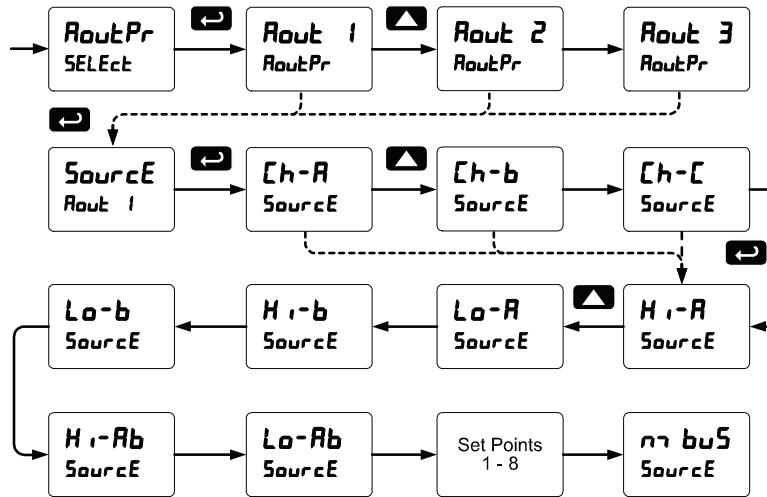 AoutPr
SELEct
Aout 1
AoutPr
Aout 2
AoutPr
Aout 3
AoutPr
SourcE
Aout 1
Ch-A
SourcE
Ch-b
SourcE
Ch-C
SourcE
Lo-b
SourcE
Hi-b
SourcE
Lo-A
SourcE
Hi-A
SourcE
Hi-Ab
SourcE
Lo-Ab
SourcE
Set Points
1 - 8
m buS
SourcE